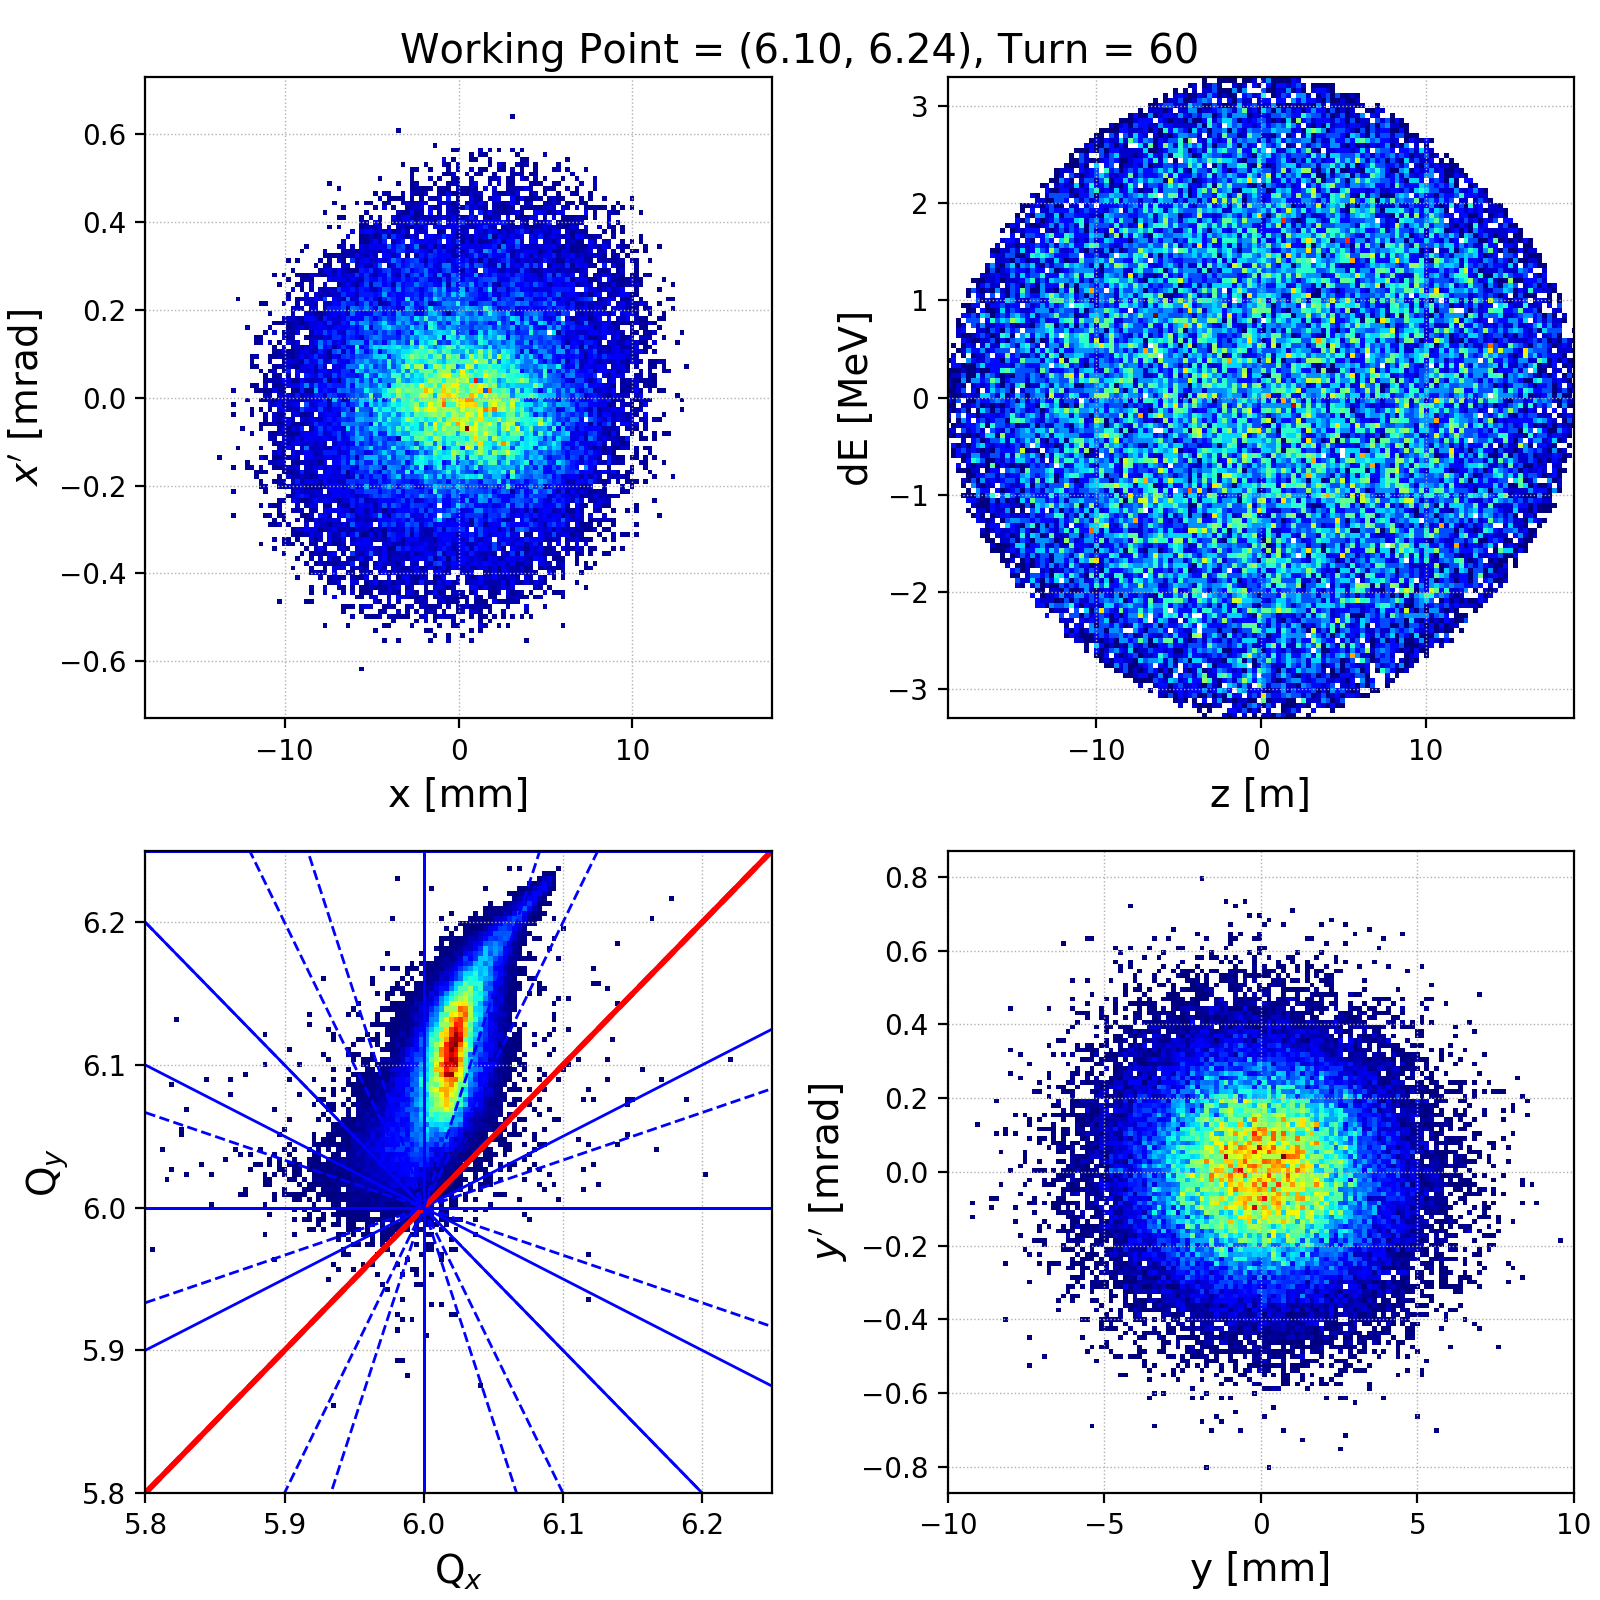 Working Point = (6.10, 6.24), Turn = 60
0.6
0.4
0.2
0.0
−0.2
−0.4
−0.6
x′ [mrad]
−10 0 10
x [mm]
3
2
1
0
−1
−2
−3
dE [MeV]
−10 0 10
z [m]
6.2
6.1
6.0
5.9
5.8
Qy
5.8 5.9 6.0 6.1 6.2
Qx
0.8
0.6
0.4
0.2
0.0
−0.2
−0.4
−0.6
−0.8
y′ [mrad]
−10 −5 0 5 10
y [mm]